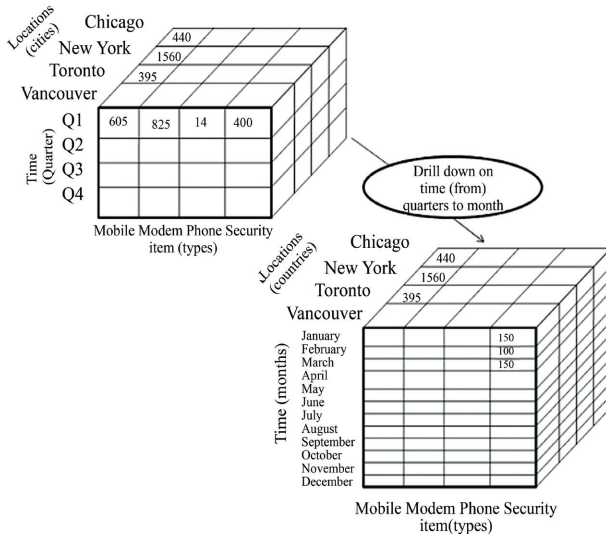 Locations
(cities)
Chicago
New York
Toronto
Vancouver
440
1560
395
Time
(Quarter)
Q1
Q2
Q3
Q4
605 825 14 400
Mobile Modem Phone Security
item (types)
Drill down on
time (from)
quarters to month
Locations
(countries)
Chicago
New York
Toronto
Vancouver
440
1560
395
Time (months)
January 150
February 100
March 150
April
May
June
July
August
September
October
November
December
Mobile Modem Phone Security
item(types)